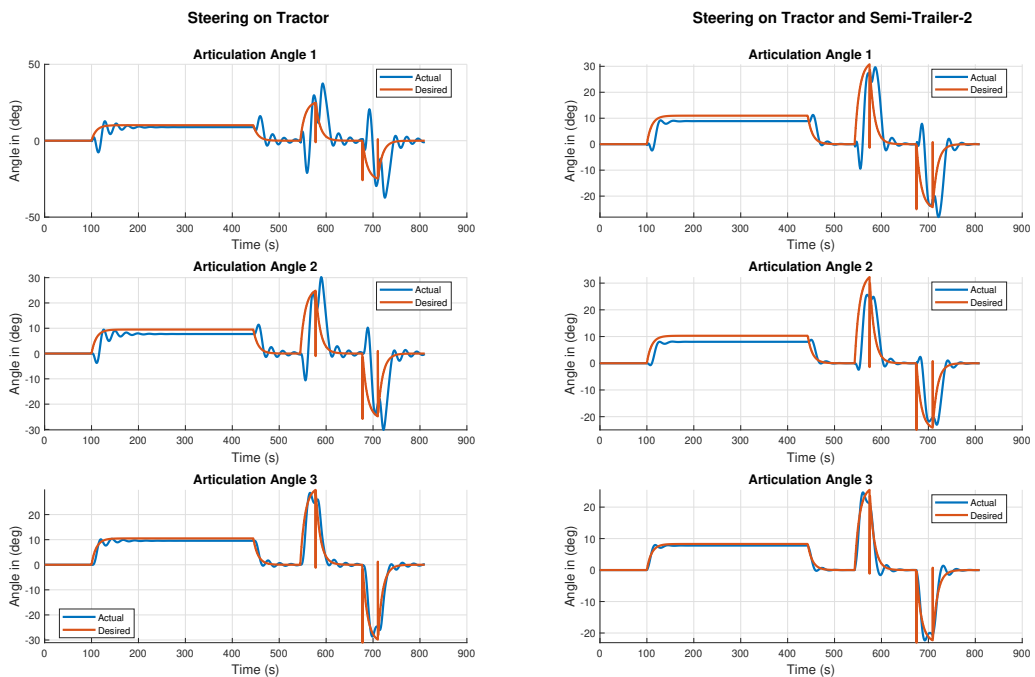 Steering on Tractor
Steering on Tractor and Semi-Trailer-2
Articulation Angle 1
50
0
-50
Angle in (deg)
Actual
Desired
0 100 200 300 400 500 600 700 800 900
Time (s)
Articulation Angle 2
30
20
10
0
-10
-20
-30
Angle in (deg)
Actual
Desired
0 100 200 300 400 500 600 700 800 900
Time (s)
Articulation Angle 3
20
10
0
-10
-20
-30
Angle in (deg)
Actual
Desired
0 100 200 300 400 500 600 700 800 900
Time (s)
Articulation Angle 1
30
20
10
0
-10
-20
Angle in (deg)
Actual
Desired
0 100 200 300 400 500 600 700 800 900
Time (s)
Articulation Angle 2
30
20
10
0
-10
-20
Angle in (deg)
Actual
Desired
0 100 200 300 400 500 600 700 800 900
Time (s)
Articulation Angle 3
20
10
0
-10
-20
Angle in (deg)
Actual
Desired
0 100 200 300 400 500 600 700 800 900
Time (s)